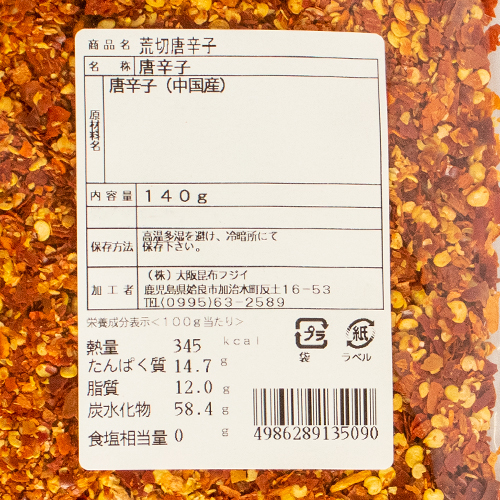 商品名 荒切唐辛子
名称 唐辛子
原材料名 唐辛子（中国産）
内容量 140g
保存方法 高温多湿を避け、冷暗所にて
保存下さい。
加工者 （株）大阪昆布フジイ
鹿児島県姶良市加治木町反土16-53
TEL(0995)63-2589
栄養成分表示<100g当たり>
熱量 345 kcal
たんぱく質 14.7 g
脂質 12.0 g
炭水化物 58.4 g
食塩相当量 0 g
プラ
袋
紙
ラベル
4986289135090